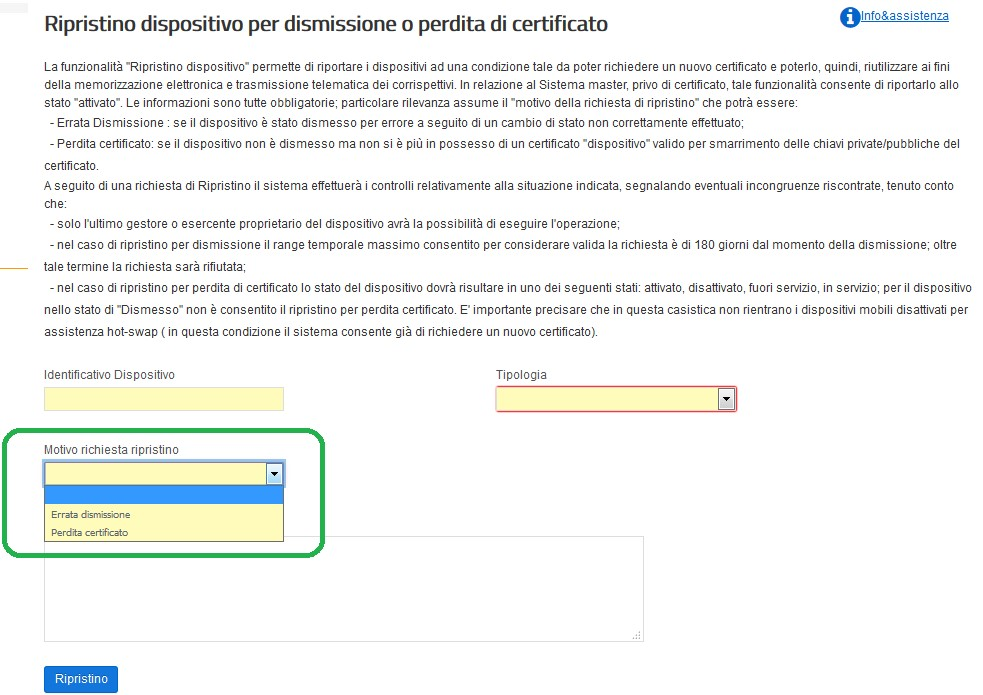 Ripristino dispositivo per dismissione o perdita di certificato
Info&assistenza
La funzionalità "Ripristino dispositivo" permette di riportare i dispositivi ad una condizione tale da poter richiedere un nuovo certificato e poterlo, quindi, riutilizzare ai fini
della memorizzazione elettronica e trasmissione telematica dei corrispettivi. In relazione al Sistema master, privo di certificato, tale funzionalità consente di riportarlo allo
stato "attivato". Le informazioni sono tutte obbligatorie; particolare rilevanza assume il "motivo della richiesta di ripristino" che potrà essere:
- Errata Dismissione : se il dispositivo è stato dismesso per errore a seguito di un cambio di stato non correttamente effettuato;
- Perdita certificato: se il dispositivo non è dismesso ma non si è più in possesso di un certificato "dispositivo" valido per smarrimento delle chiavi private/pubbliche del
certificato.
A seguito di una richiesta di Ripristino il sistema effettuerà i controlli relativamente alla situazione indicata, segnalando eventuali incongruenze riscontrate, tenuto conto
che:
- solo l'ultimo gestore o esercente proprietario del dispositivo avrà la possibilità di eseguire l'operazione;
- nel caso di ripristino per dismissione il range temporale massimo consentito per considerare valida la richiesta è di 180 giorni dal momento della dismissione; oltre
tale termine la richiesta sarà rifiutata;
- nel caso di ripristino per perdita di certificato lo stato del dispositivo dovrà risultare in uno dei seguenti stati: attivato, disattivato, fuori servizio, in servizio; per il dispositivo
nello stato di "Dismesso" non è consentito il ripristino per perdita certificato. E' importante precisare che in questa casistica non rientrano i dispositivi mobili disattivati per
assistenza hot-swap ( in questa condizione il sistema consente già di richiedere un nuovo certificato).
Identificativo Dispositivo
Tipologia
Motivo richiesta ripristino
Errata dismissione
Perdita certificato
Ripristino